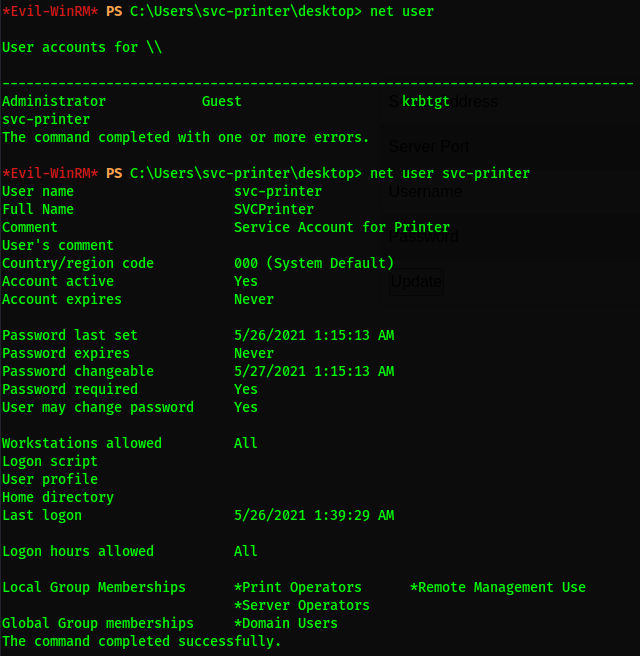 *Evil-WinRM* PS C:\Users\svc-printer\desktop> net user
User accounts for \\
-------------------------------------------------------------------------------
Administrator            Guest                    krbtgt
svc-printer
The command completed with one or more errors.
*Evil-WinRM* PS C:\Users\svc-printer\desktop> net user svc-printer
User name                    svc-printer
Full Name                    SVCPrinter
Comment                      Service Account for Printer
User's comment
Country/region code          000 (System Default)
Account active               Yes
Account expires              Never
Password last set            5/26/2021 1:15:13 AM
Password expires             Never
Password changeable          5/27/2021 1:15:13 AM
Password required            Yes
User may change password     Yes
Workstations allowed         All
Logon script
User profile
Home directory
Last logon                   5/26/2021 1:39:29 AM
Logon hours allowed          All
Local Group Memberships      *Print Operators      *Remote Management Use
*Server Operators
Global Group memberships     *Domain Users
The command completed successfully.
Server Port
Username
Password
Update